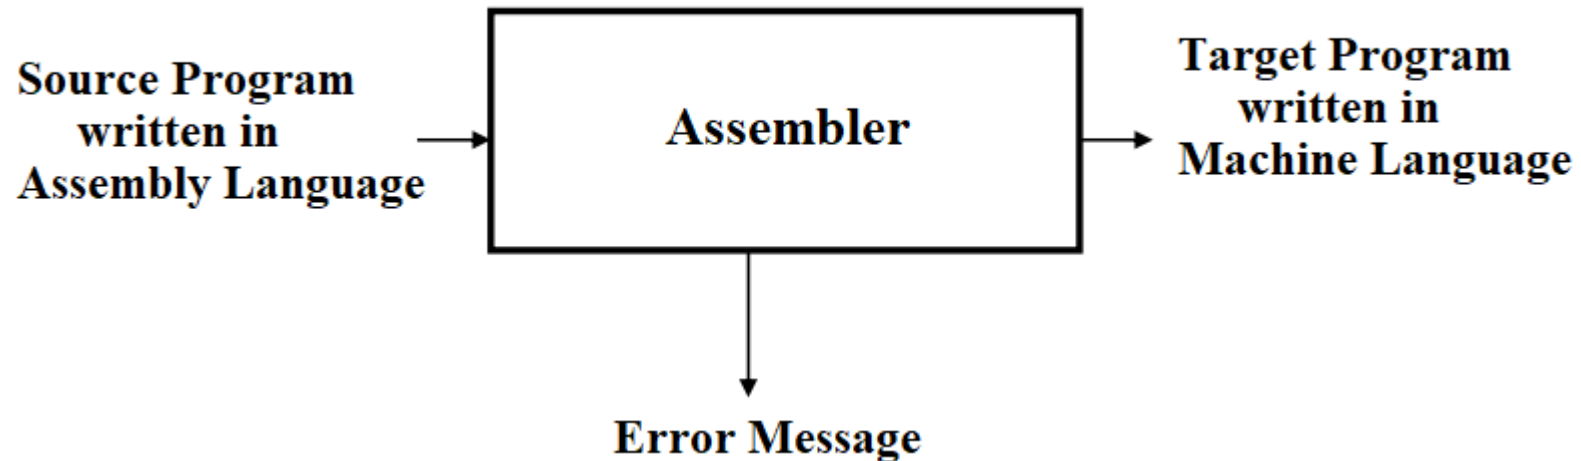 Source Program
written in
Assembly Language
Assembler
Target Program
written in
Machine Language
Error Message